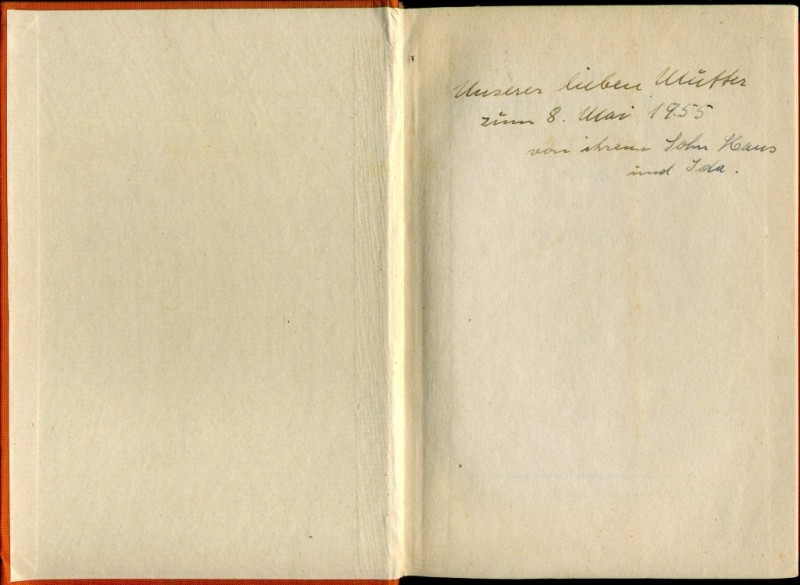 Unserer lieben Mutter
zum 8. Mai 1955
von ihrem Sohn Hans
und Ida.